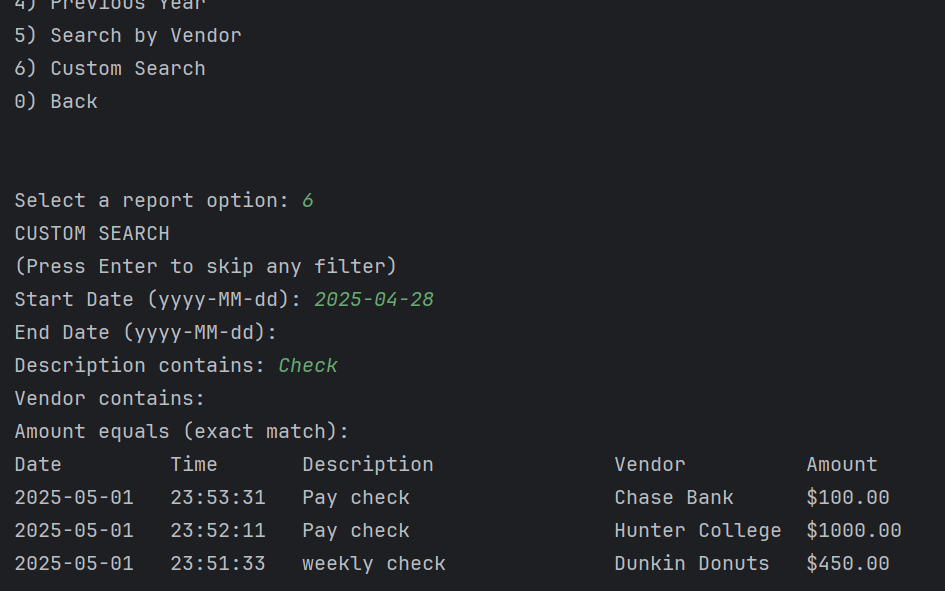 4) Previous Year
5) Search by Vendor
6) Custom Search
0) Back
Select a report option: 6
CUSTOM SEARCH
(Press Enter to skip any filter)
Start Date (yyyy-MM-dd): 2025-04-28
End Date (yyyy-MM-dd):
Description contains: Check
Vendor contains:
Amount equals (exact match):
Date Time Description Vendor Amount
2025-05-01 23:53:31 Pay check Chase Bank $100.00
2025-05-01 23:52:11 Pay check Hunter College $1000.00
2025-05-01 23:51:33 weekly check Dunkin Donuts $450.00